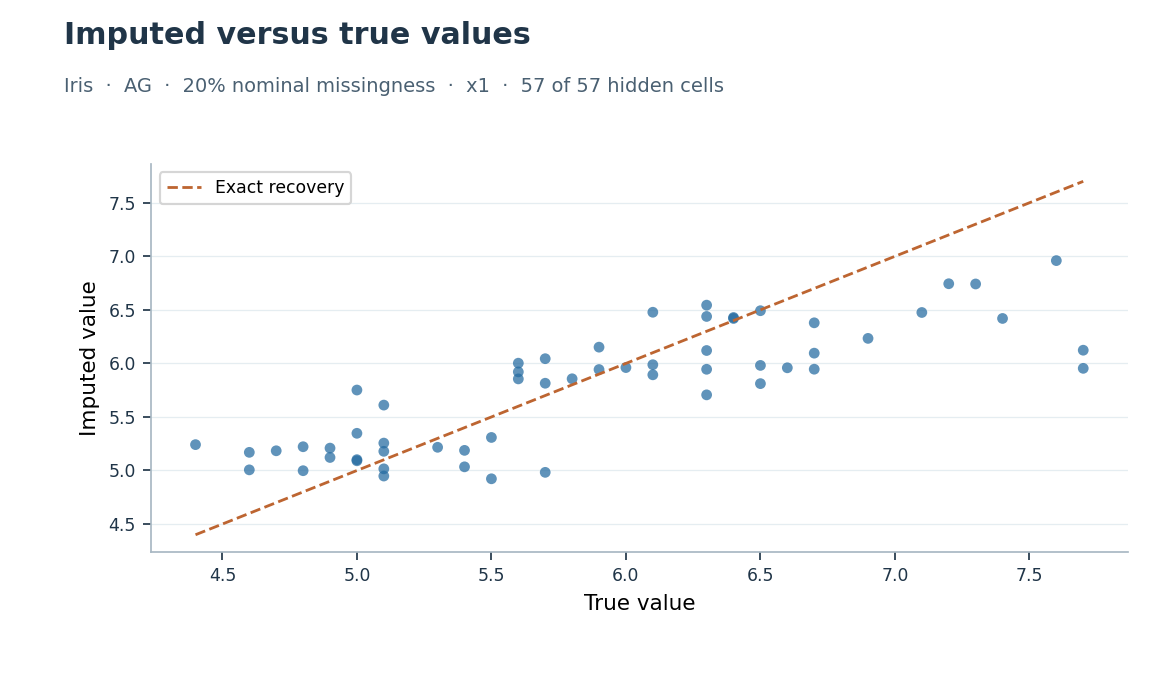 Imputed versus true values
Iris · AG · 20% nominal missingness · x1 · 57 of 57 hidden cells
Exact recovery
7.5
7.0
6.5
6.0
5.5
5.0
4.5
Imputed value
4.5 5.0 5.5 6.0 6.5 7.0 7.5
True value